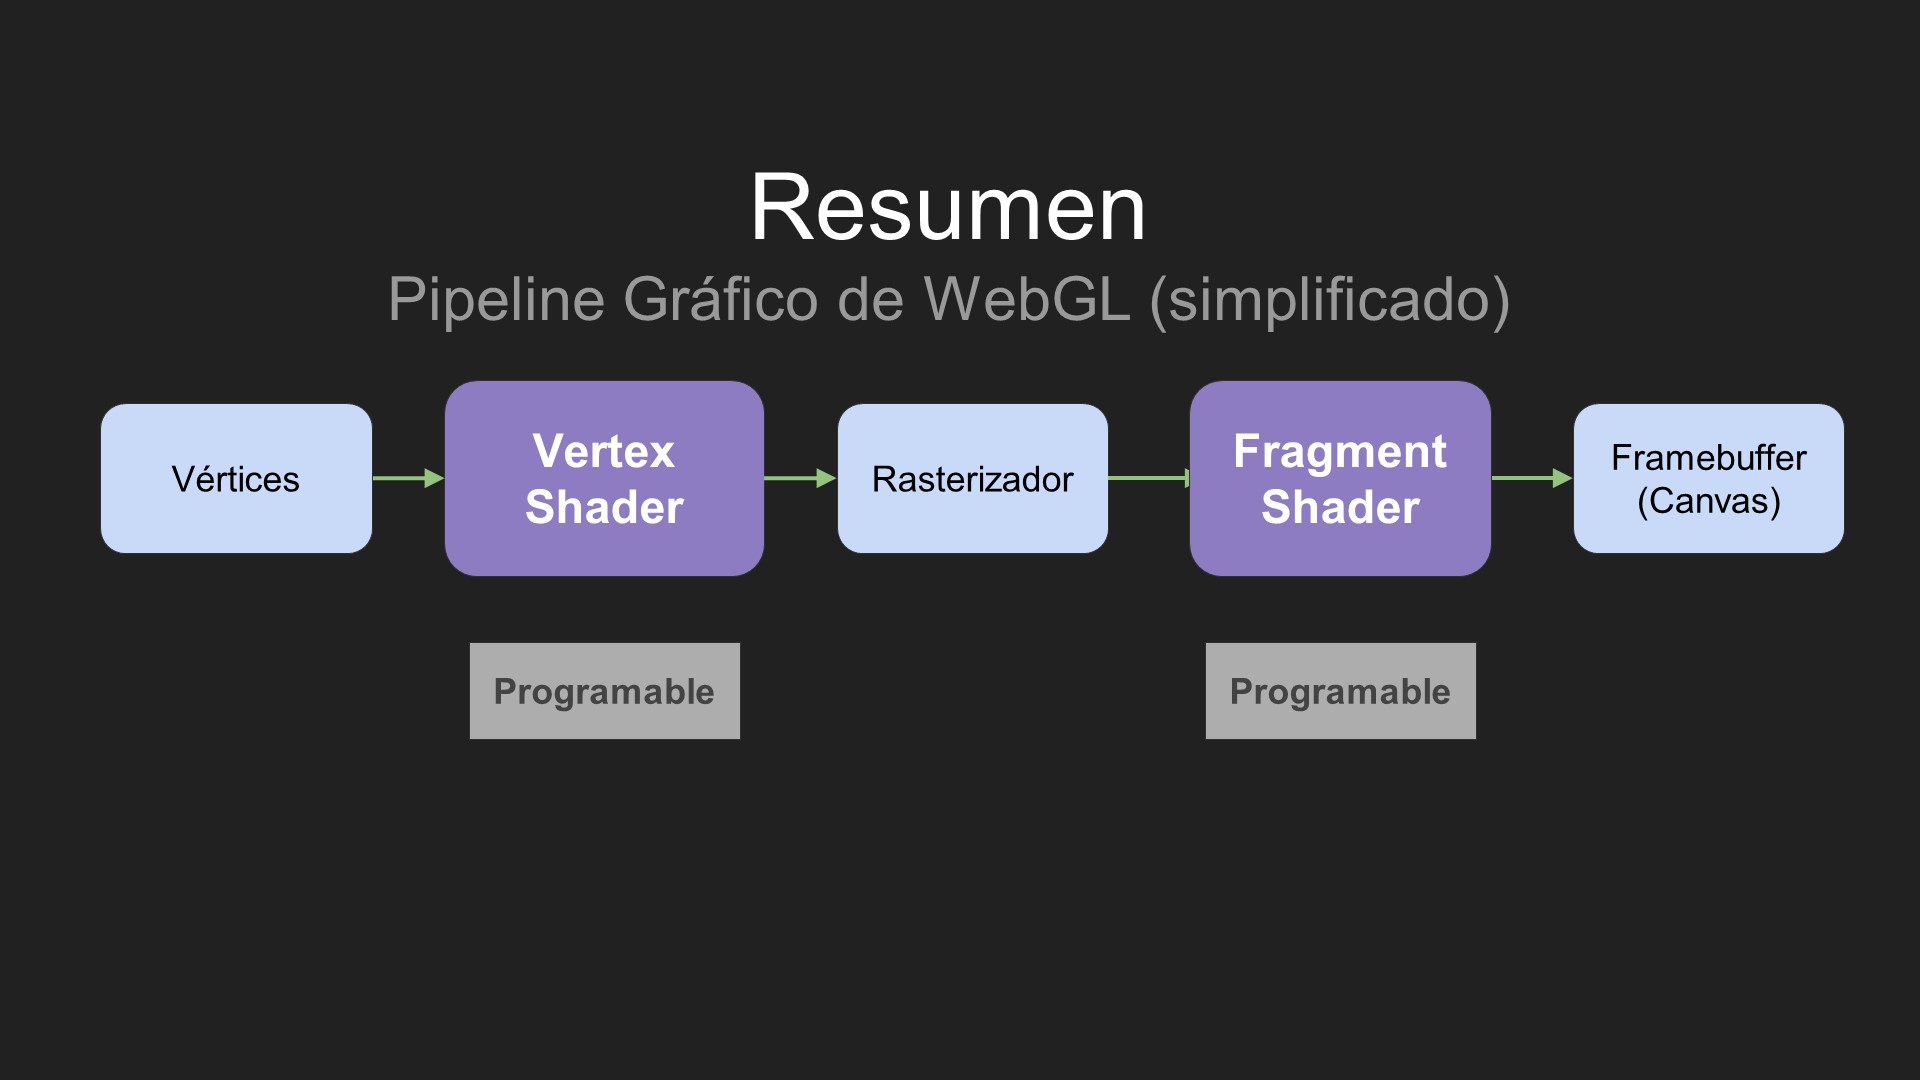 Resumen
Pipeline Gráfico de WebGL (simplificado)
Vértices
Vertex
Shader
Rasterizador
Fragment
Shader
Framebuffer
(Canvas)
Programable
Programable